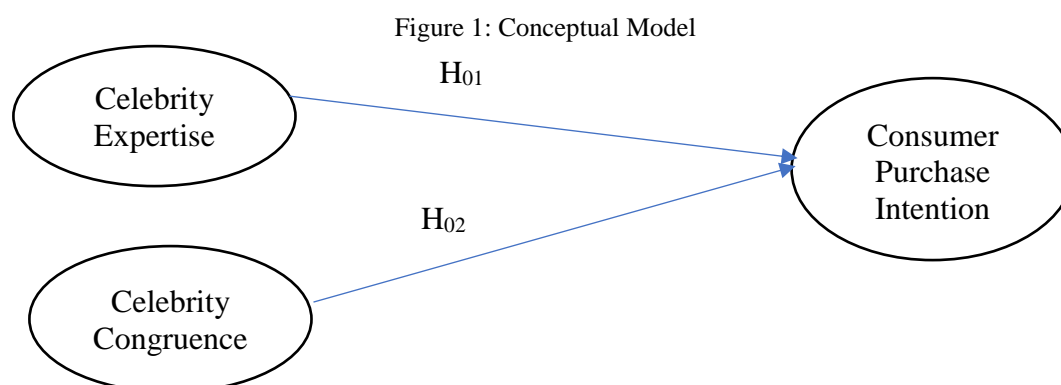 Figure 1: Conceptual Model
H01
Celebrity
Expertise
Consumer
Purchase
Intention
H02
Celebrity
Congruence